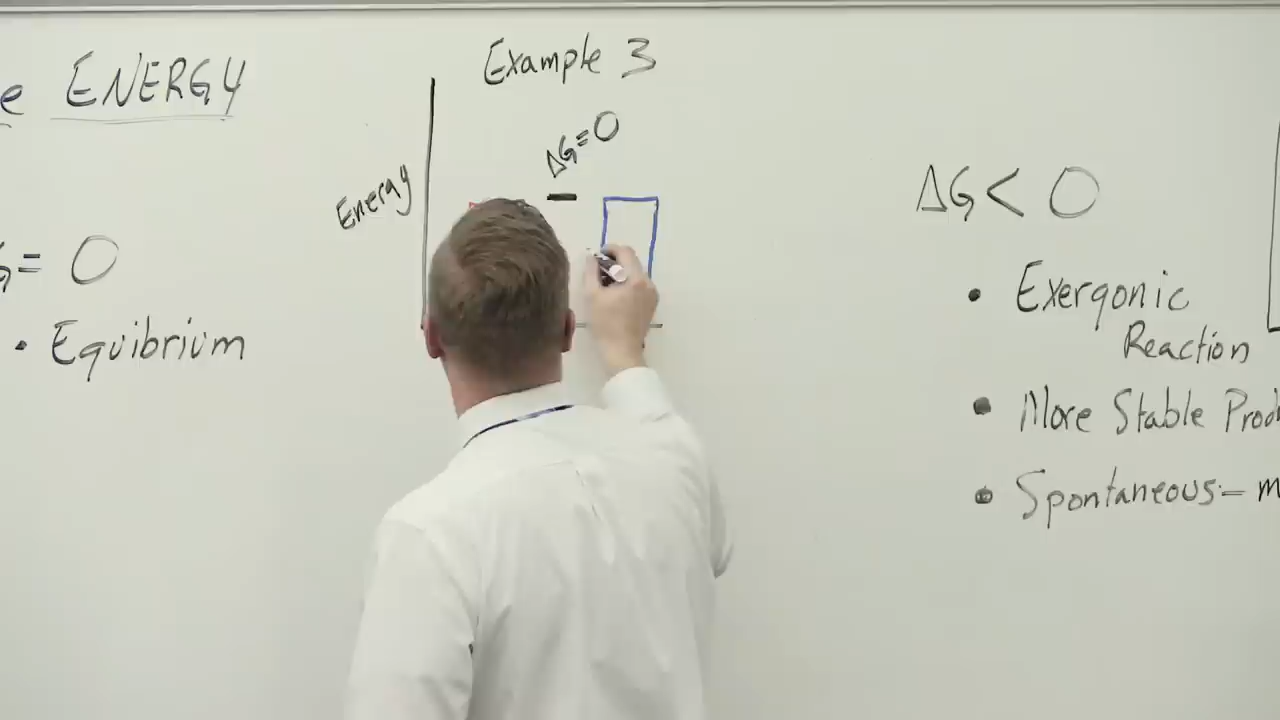 e ENERGY
G = 0
• Equibrium
Example 3
ΔG = 0
Energy
ΔG < 0
• Exergonic
Reaction
• More Stable Prod
• Spontaneous - m